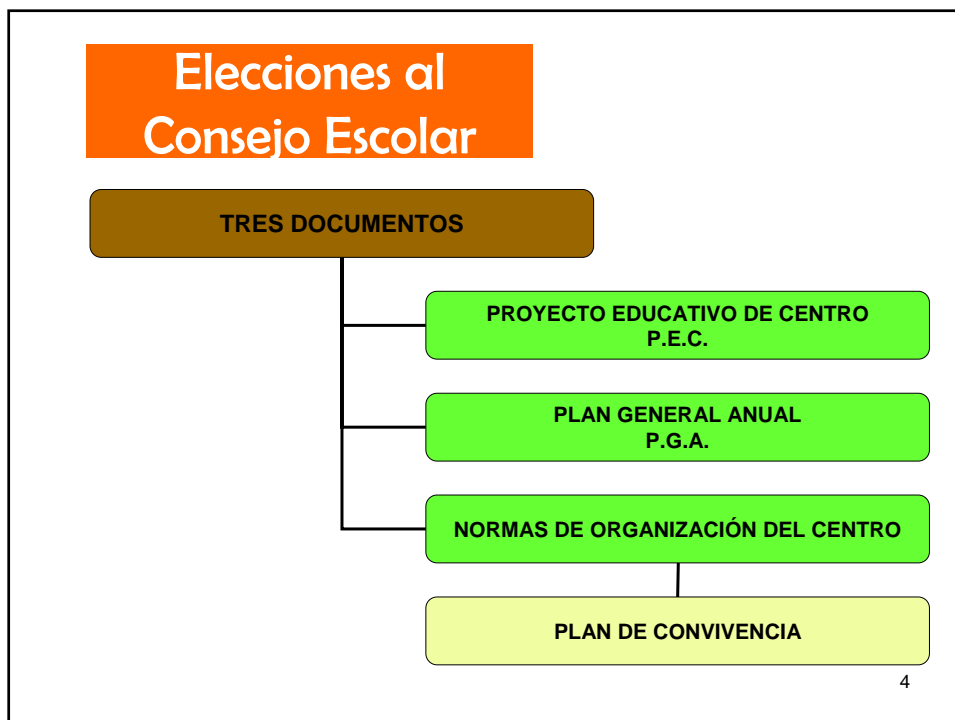 Elecciones al
Consejo Escolar
TRES DOCUMENTOS
PROYECTO EDUCATIVO DE CENTRO
P.E.C.
PLAN GENERAL ANUAL
P.G.A.
NORMAS DE ORGANIZACIÓN DEL CENTRO
PLAN DE CONVIVENCIA
4